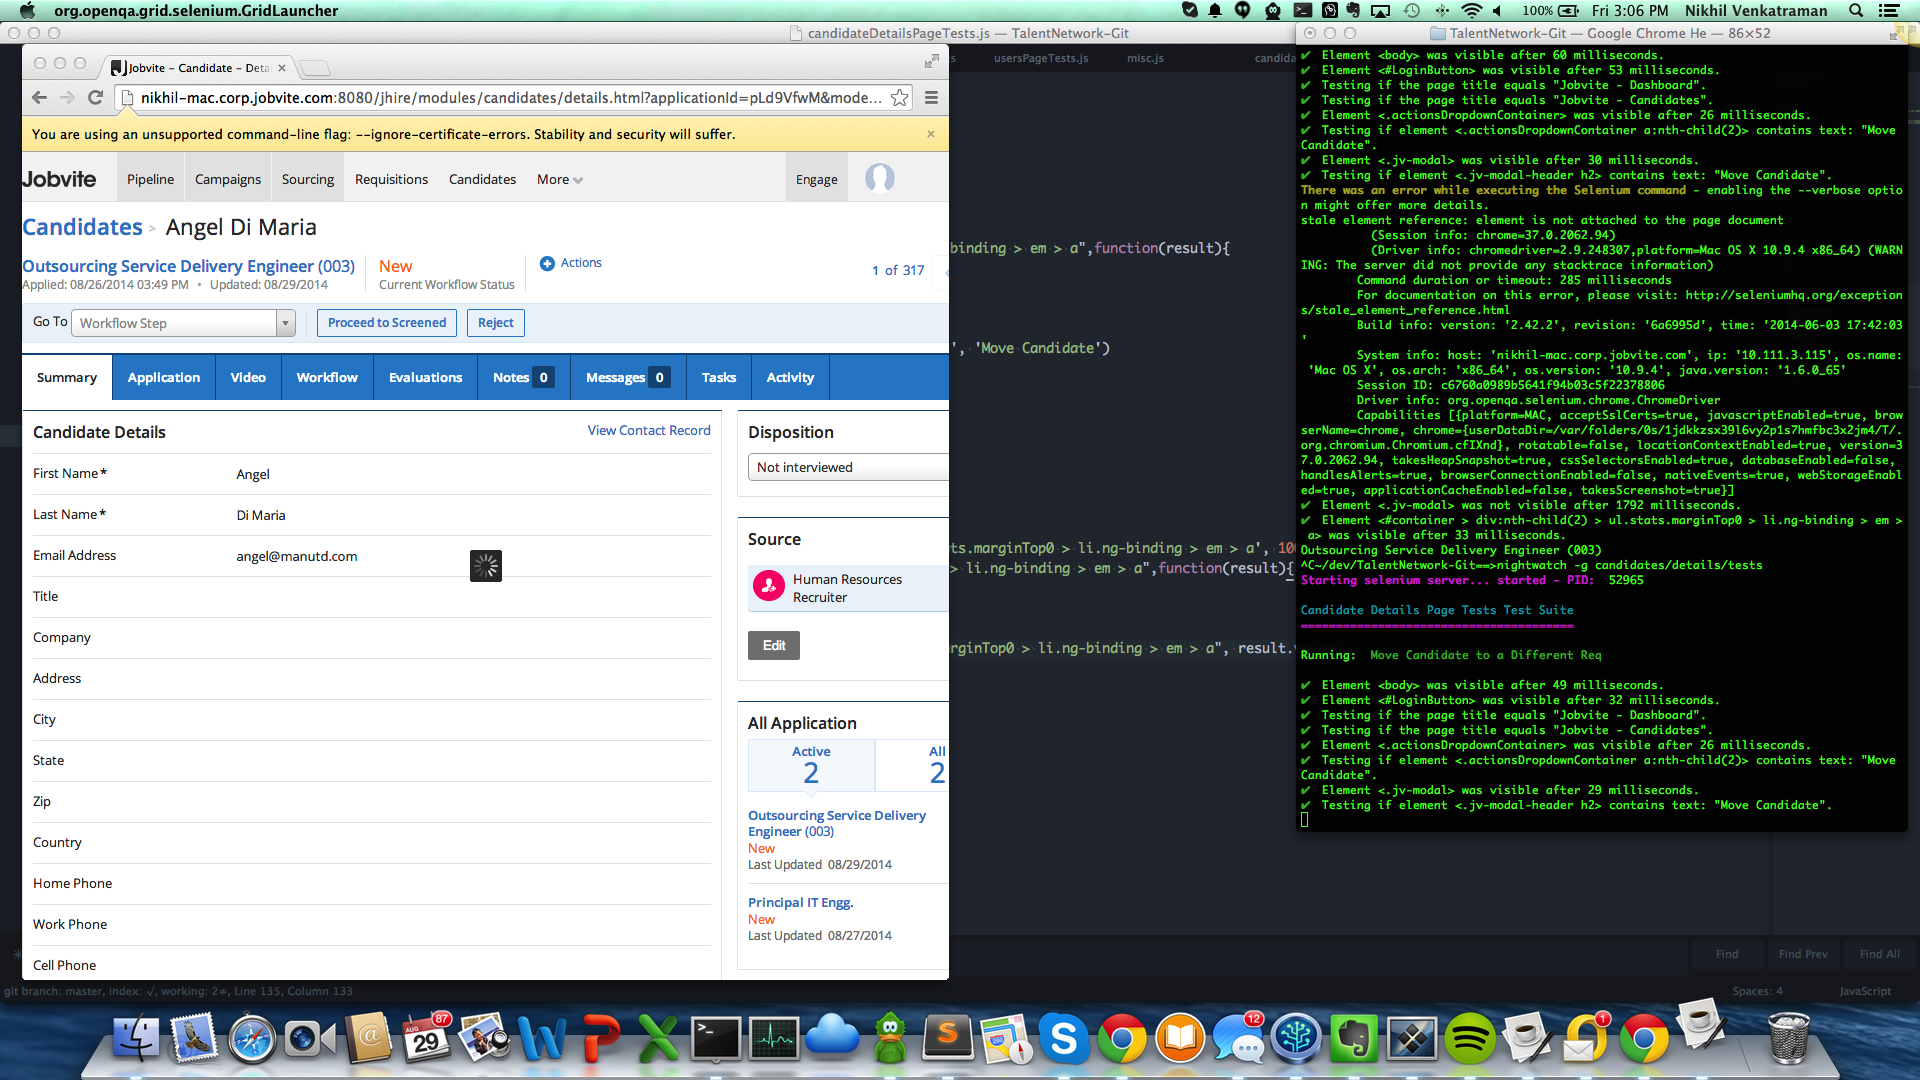 org.openqa.grid.selenium.GridLauncher
100%
Fri 3:06 PM
Nikhil Venkatraman
candidateDetailsPageTests.js — TalentNetwork-Git
usersPageTests.js
misc.js
candida
Jobvite - Candidate - Deta
nikhil-mac.corp.jobvite.com:8080/jhire/modules/candidates/details.html?applicationId=pLd9VfwM&mode...
You are using an unsupported command-line flag: --ignore-certificate-errors. Stability and security will suffer.
Jobvite
Pipeline
Campaigns
Sourcing
Requisitions
Candidates
More
Engage
Candidates > Angel Di Maria
Outsourcing Service Delivery Engineer (003)
Applied: 08/26/2014 03:49 PM • Updated: 08/29/2014
New
Current Workflow Status
Actions
1 of 317
Go To
Workflow Step
Proceed to Screened
Reject
Summary
Application
Video
Workflow
Evaluations
Notes 0
Messages 0
Tasks
Activity
Candidate Details
View Contact Record
First Name*
Angel
Last Name*
Di Maria
Email Address
angel@manutd.com
Title
Company
Address
City
State
Zip
Country
Home Phone
Work Phone
Cell Phone
Disposition
Not interviewed
Source
Human Resources
Recruiter
Edit
All Application
Active
2
All
2
Outsourcing Service Delivery
Engineer (003)
New
Last Updated 08/29/2014
Principal IT Engg.
New
Last Updated 08/27/2014
binding > em > a",function(result){
', 'Move Candidate')
ts.marginTop0 > li.ng-binding > em > a', 100
> li.ng-binding > em > a",function(result){
rginTop0 > li.ng-binding > em > a", result.
Find
Find Prev
Find All
git branch: master, index: √, working: 2≠, Line 135, Column 133
Spaces: 4
JavaScript
TalentNetwork-Git — Google Chrome He — 86×52
✔ Element <body> was visible after 60 milliseconds.
✔ Element <#LoginButton> was visible after 53 milliseconds.
✔ Testing if the page title equals "Jobvite - Dashboard".
✔ Testing if the page title equals "Jobvite - Candidates".
✔ Element <.actionsDropdownContainer> was visible after 26 milliseconds.
✔ Testing if element <.actionsDropdownContainer a:nth-child(2)> contains text: "Move
Candidate".
✔ Element <.jv-modal> was visible after 30 milliseconds.
✔ Testing if element <.jv-modal-header h2> contains text: "Move Candidate".
There was an error while executing the Selenium command - enabling the --verbose optio
n might offer more details.
stale element reference: element is not attached to the page document
(Session info: chrome=37.0.2062.94)
(Driver info: chromedriver=2.9.248307,platform=Mac OS X 10.9.4 x86_64) (WARN
ING: The server did not provide any stacktrace information)
Command duration or timeout: 285 milliseconds
For documentation on this error, please visit: http://seleniumhq.org/exception
s/stale_element_reference.html
Build info: version: '2.42.2', revision: '6a6995d', time: '2014-06-03 17:42:03
'
System info: host: 'nikhil-mac.corp.jobvite.com', ip: '10.111.3.115', os.name:
'Mac OS X', os.arch: 'x86_64', os.version: '10.9.4', java.version: '1.6.0_65'
Session ID: c6760a0989b5641f94b03c5f22378806
Driver info: org.openqa.selenium.chrome.ChromeDriver
Capabilities [{platform=MAC, acceptSslCerts=true, javascriptEnabled=true, brow
serName=chrome, chrome={userDataDir=/var/folders/0s/1jdkkzsx39l6vy2p1s7hmfbc3x2jm4/T/.
org.chromium.Chromium.cfIXnd}, rotatable=false, locationContextEnabled=true, version=3
7.0.2062.94, takesHeapSnapshot=true, cssSelectorsEnabled=true, databaseEnabled=false,
handlesAlerts=true, browserConnectionEnabled=false, nativeEvents=true, webStorageEnabl
ed=true, applicationCacheEnabled=false, takesScreenshot=true}]
✔ Element <.jv-modal> was not visible after 1792 milliseconds.
✔ Element <#container > div:nth-child(2) > ul.stats.marginTop0 > li.ng-binding > em >
a> was visible after 33 milliseconds.
Outsourcing Service Delivery Engineer (003)
^C~/dev/TalentNetwork-Git==>nightwatch -g candidates/details/tests
Starting selenium server... started - PID: 52965
Candidate Details Page Tests Test Suite
=======================================
Running: Move Candidate to a Different Req
✔ Element <body> was visible after 49 milliseconds.
✔ Element <#LoginButton> was visible after 32 milliseconds.
✔ Testing if the page title equals "Jobvite - Dashboard".
✔ Testing if the page title equals "Jobvite - Candidates".
✔ Element <.actionsDropdownContainer> was visible after 26 milliseconds.
✔ Testing if element <.actionsDropdownContainer a:nth-child(2)> contains text: "Move
Candidate".
✔ Element <.jv-modal> was visible after 29 milliseconds.
✔ Testing if element <.jv-modal-header h2> contains text: "Move Candidate".
AUG
29
87
12
1